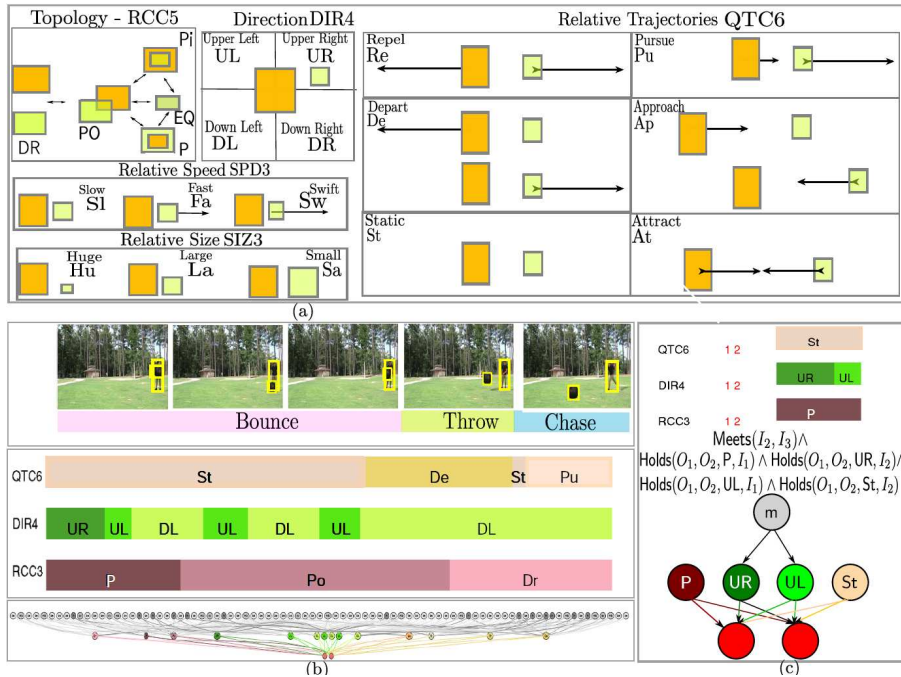 Topology - RCC5
DirectionDIR4
Relative Trajectories QTC6
Pi
DR
PO
EQ
P
Upper Left
UL
Upper Right
UR
Down Left
DL
Down Right
DR
Relative Speed SPD3
Slow
Sl
Fast
Fa
Swift
Sw
Relative Size SIZ3
Huge
Hu
Large
La
Small
Sa
Repel
Re
Pursue
Pu
Depart
De
Approach
Ap
Static
St
Attract
At
(a)
Bounce
Throw
Chase
QTC6
St
De
St
Pu
DIR4
UR
UL
DL
UL
DL
UL
DL
RCC3
P
Po
Dr
(b)
QTC6
1 2
St
DIR4
1 2
UR
UL
RCC3
1 2
P
Meets(I₂, I₃)∧
Holds(O₁, O₂, P, I₁) ∧ Holds(O₁, O₂, UR, I₂)∧
Holds(O₁, O₂, UL, I₁) ∧ Holds(O₁, O₂, St, I₂)
m
P
UR
UL
St
(c)